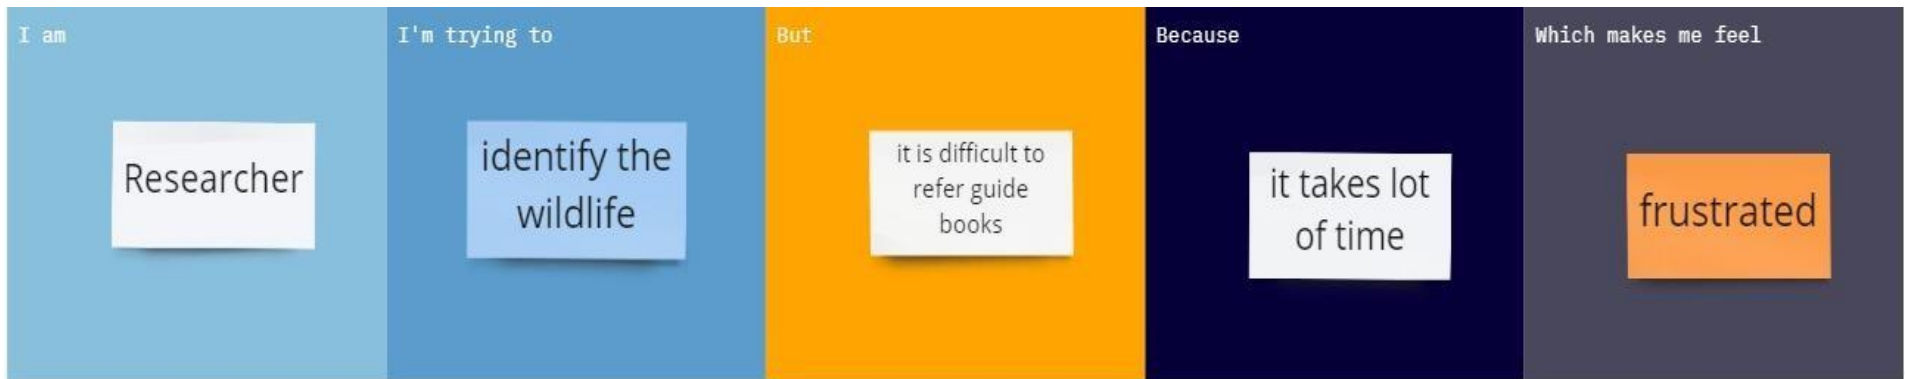 I am
Researcher
I'm trying to
identify the
wildlife
But
it is difficult to
refer guide
books
Because
it takes lot
of time
Which makes me feel
frustrated